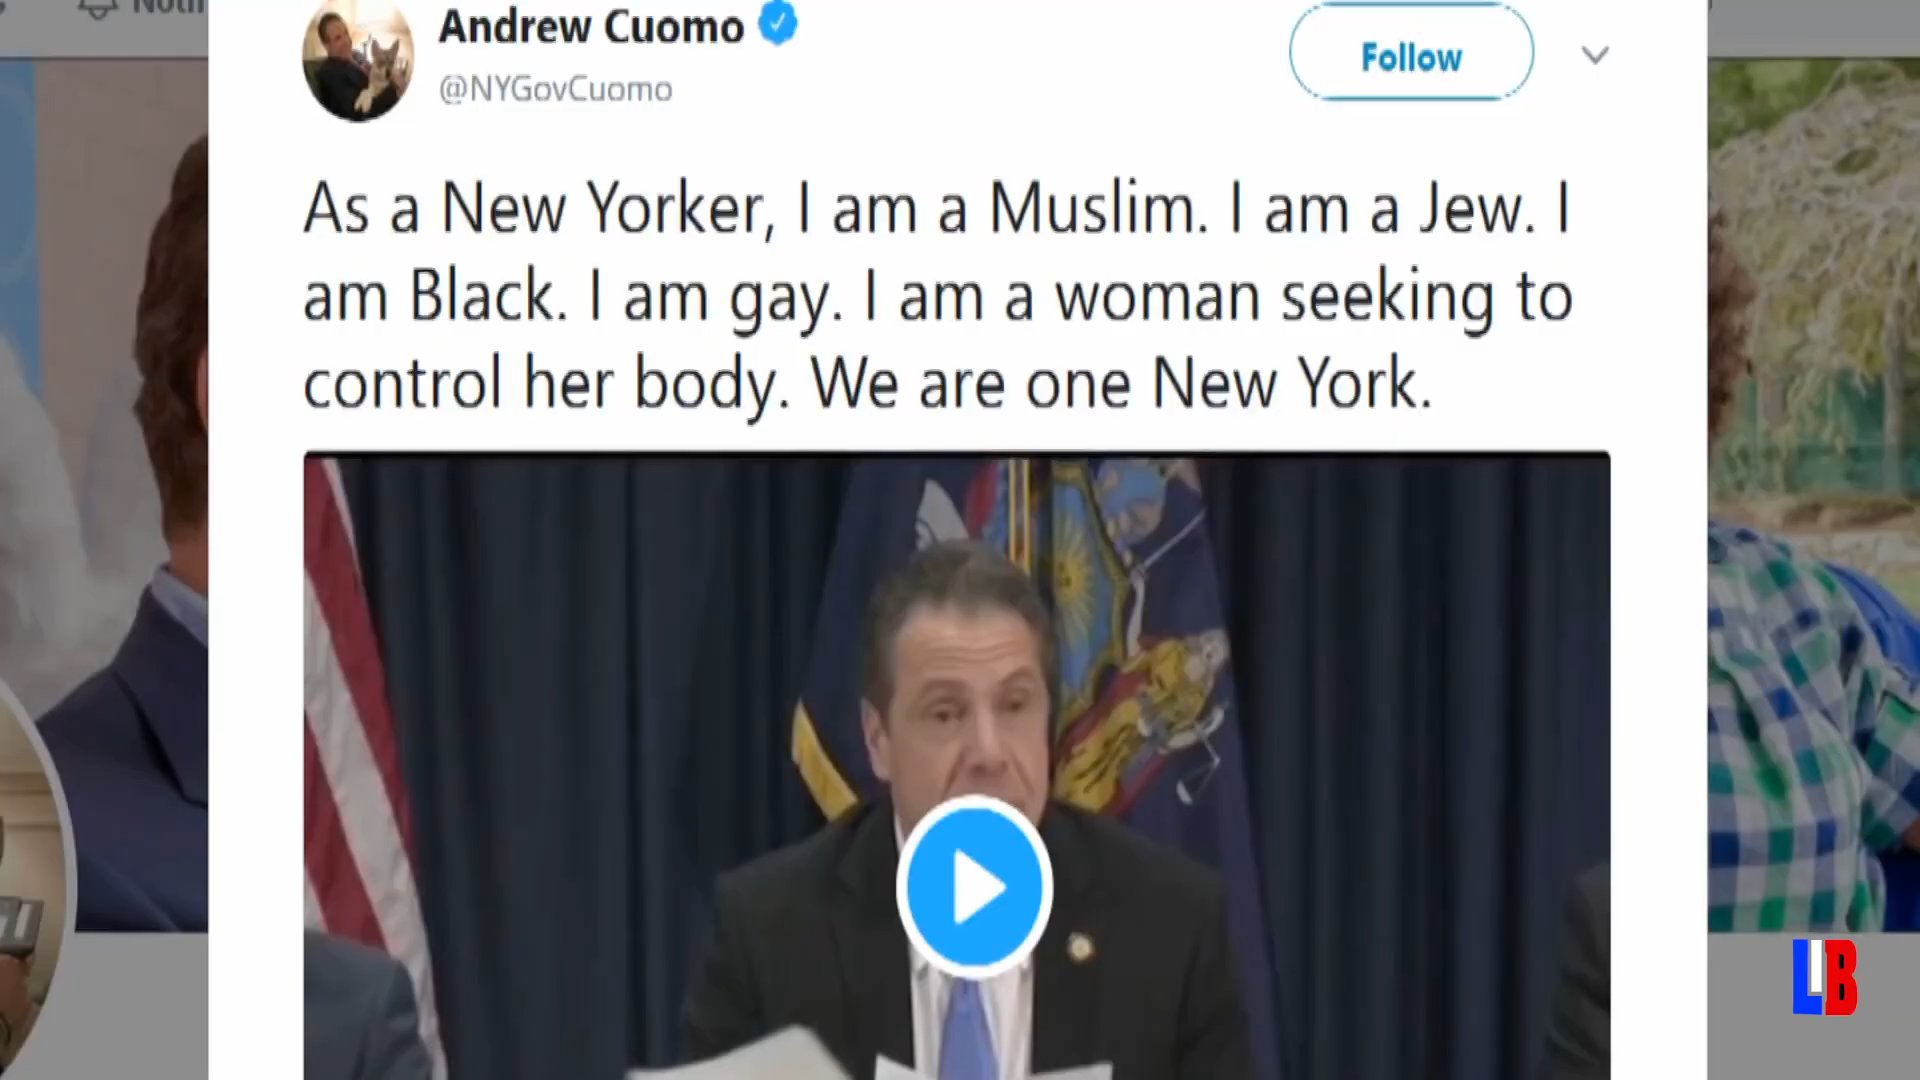 Andrew Cuomo
@NYGovCuomo
Follow
As a New Yorker, I am a Muslim. I am a Jew. I
am Black. I am gay. I am a woman seeking to
control her body. We are one New York.
LIB